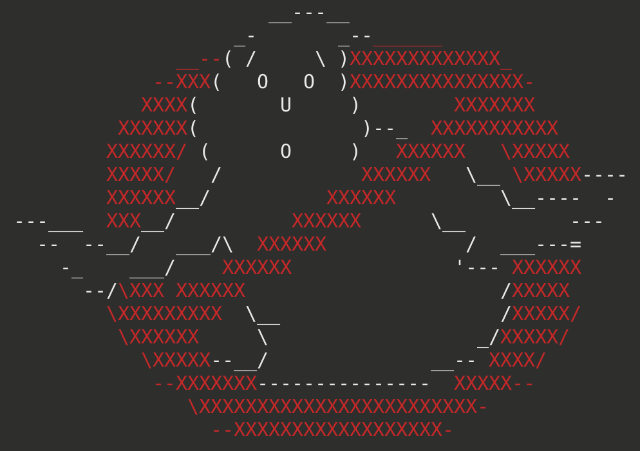 __---__
                    _-       _--______
               __--( /     \ )XXXXXXXXXXXXX_
             --XXX(   O   O  )XXXXXXXXXXXXXXX-
            XXXX(       U      )        XXXXXXX
          XXXXXX(              )--_  XXXXXXXXXXX
         XXXXXX/ (      O     )   XXXXXX   \XXXXX
         XXXXX/   /            XXXXXX   \__ \XXXXX----
         XXXXXX__/          XXXXXX         \__----  -
 ---___  XXX__/          XXXXXX      \__         ---
   --  --__/   ___/\  XXXXXX            /  ___---=
     -_    ___/    XXXXXX              '--- XXXXXX
       --/\XXX XXXXXX                      /XXXXX
         \XXXXXXXXX  \__                   /XXXXX/
          \XXXXXX     \                  _/XXXXX/
            \XXXXX--__/              __-- XXXX/
             --XXXXXXX---------------  XXXXX--
                \XXXXXXXXXXXXXXXXXXXXXXXX-
                  --XXXXXXXXXXXXXXXXXX-